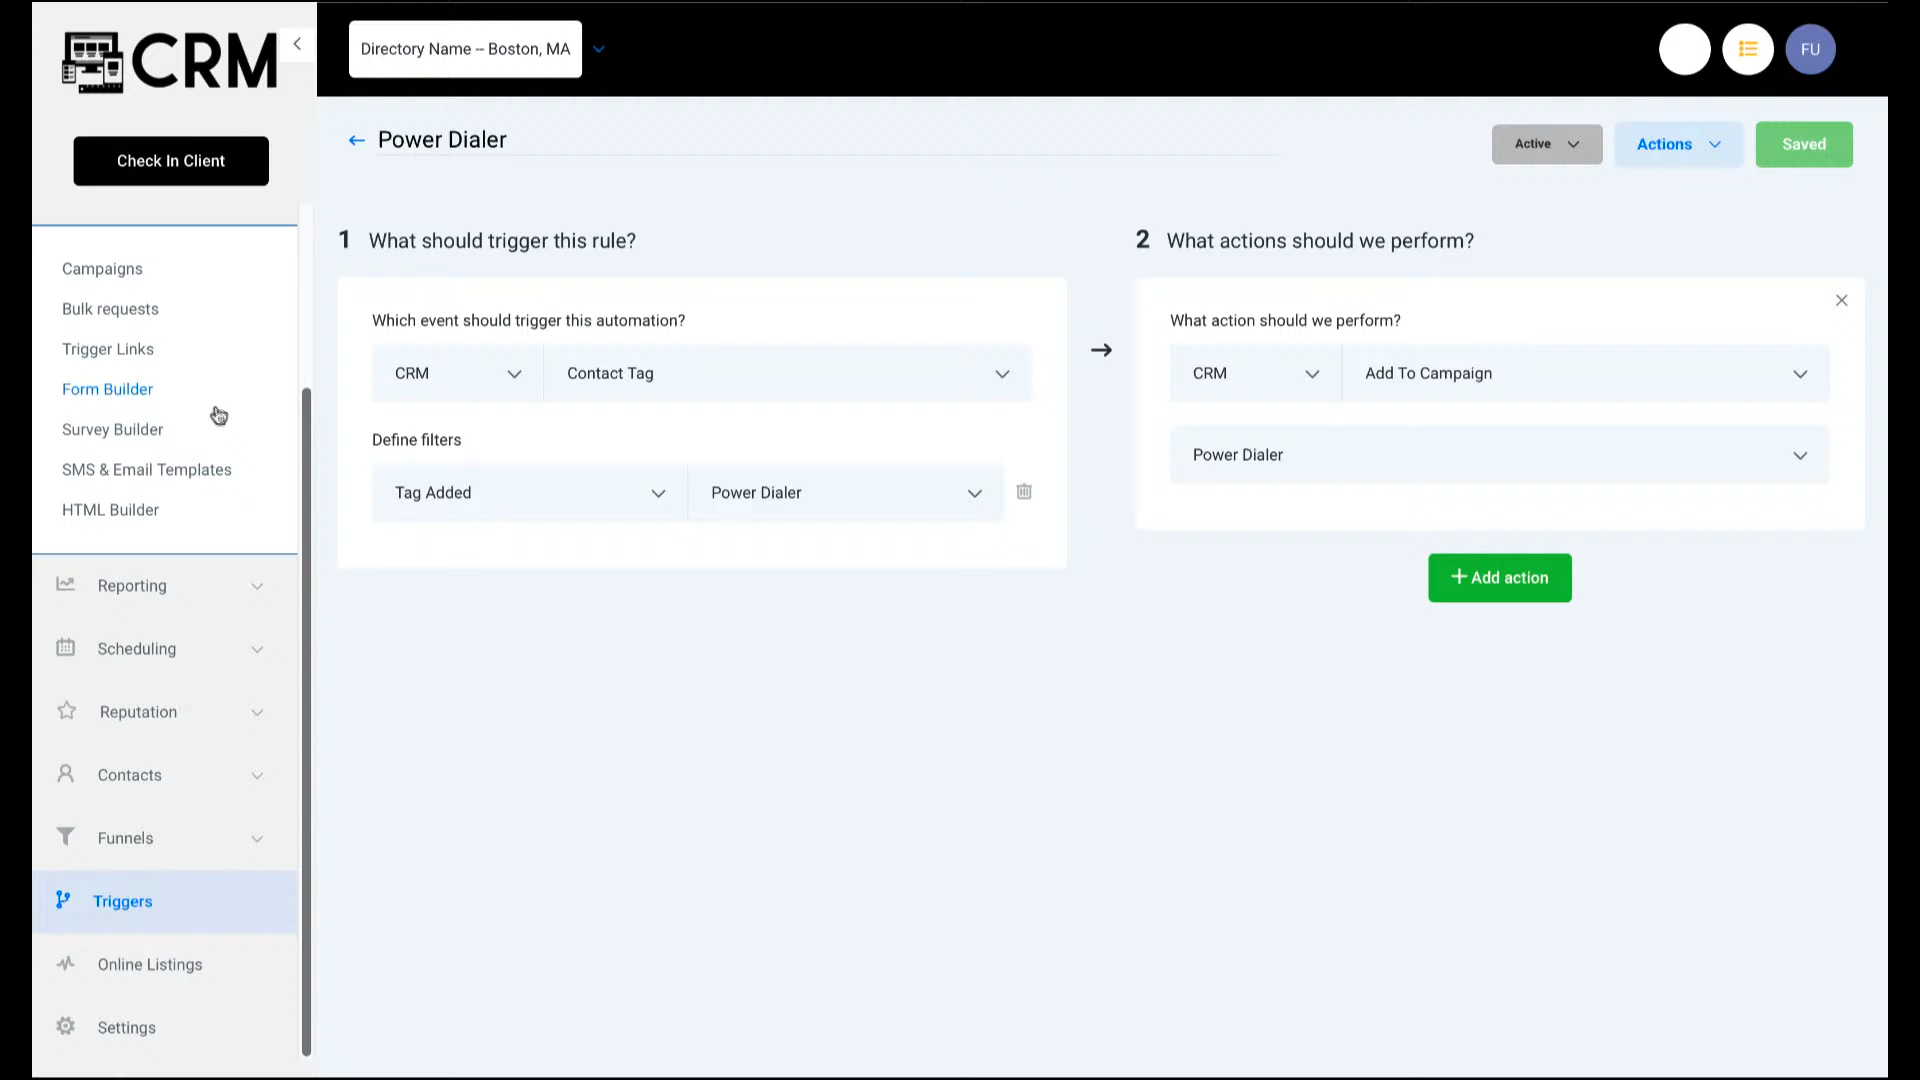 CRM
Directory Name – Boston, MA
FU
Check In Client
Power Dialer
Active
Actions
Saved
1 What should trigger this rule?
2 What actions should we perform?
Campaigns
Bulk requests
Trigger Links
Form Builder
Survey Builder
SMS & Email Templates
HTML Builder
Which event should trigger this automation?
CRM
Contact Tag
Define filters
Tag Added
Power Dialer
What action should we perform?
CRM
Add To Campaign
Power Dialer
+ Add action
Reporting
Scheduling
Reputation
Contacts
Funnels
Triggers
Online Listings
Settings